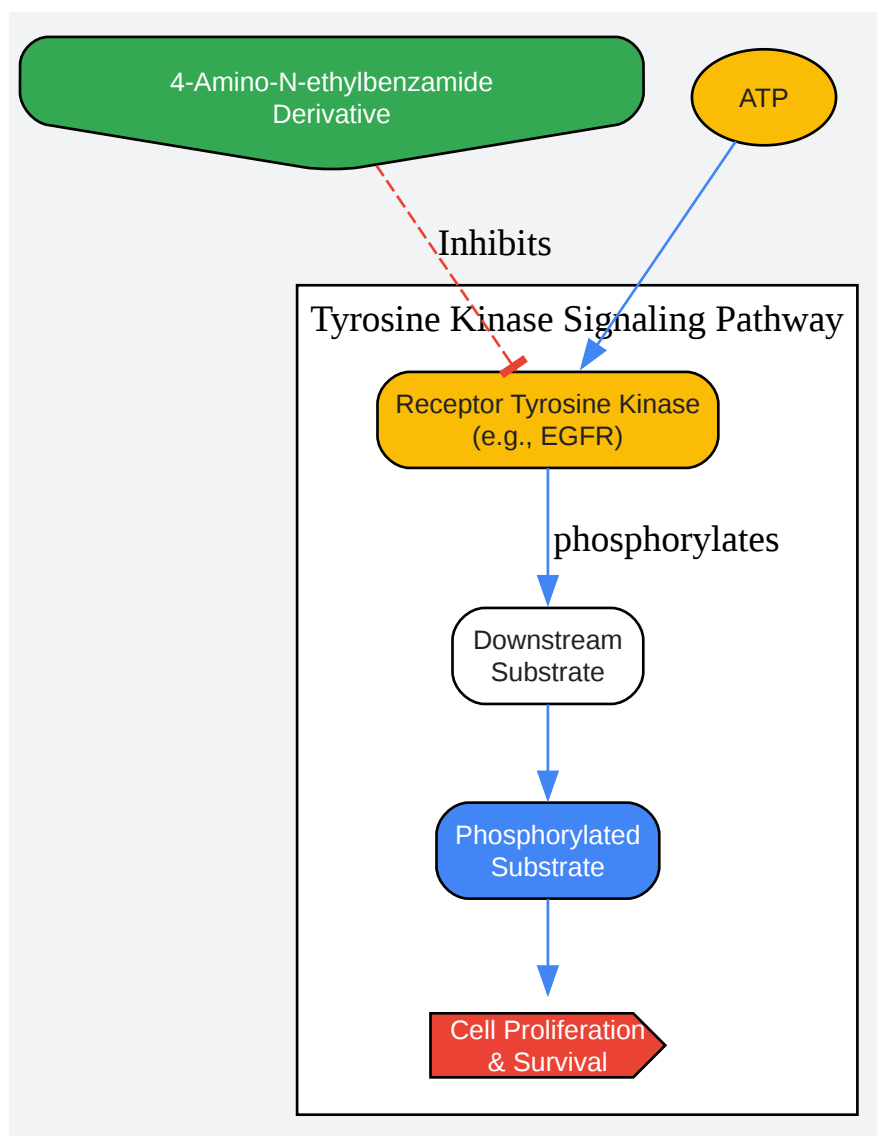 4-Amino-N-ethylbenzamide
Derivative
ATP
Inhibits
Tyrosine Kinase Signaling Pathway
Receptor Tyrosine Kinase
(e.g., EGFR)
phosphorylates
Downstream
Substrate
Phosphorylated
Substrate
Cell Proliferation
& Survival